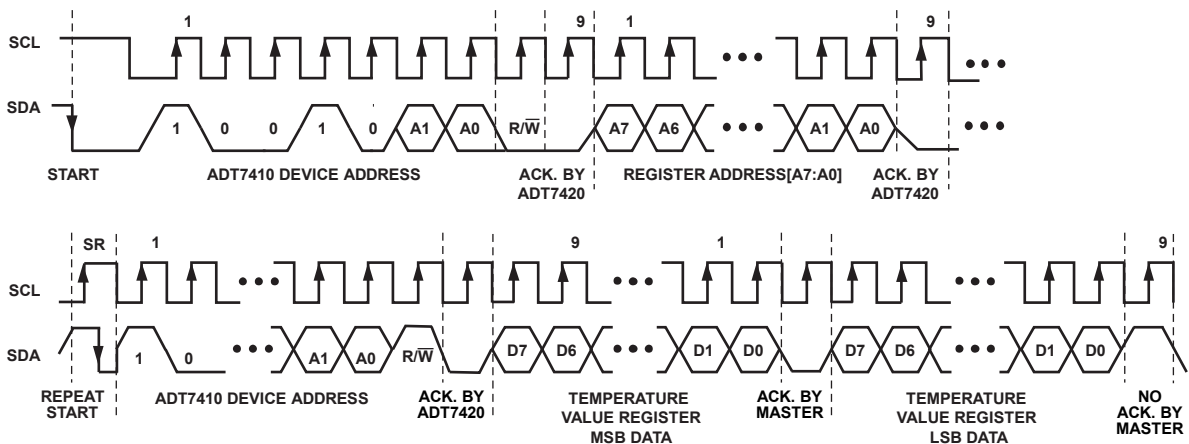 1 9 1 9
SCL
SDA
1 0 0 1 0 A1 A0 R/W̅ A7 A6 A1 A0
START ADT7410 DEVICE ADDRESS ACK. BY ADT7420 REGISTER ADDRESS[A7:A0] ACK. BY ADT7420
SR 1 9 1 9
SCL
SDA
1 0 A1 A0 R/W̅ D7 D6 D1 D0 D7 D6 D1 D0
REPEAT START ADT7410 DEVICE ADDRESS ACK. BY ADT7420 TEMPERATURE VALUE REGISTER MSB DATA ACK. BY MASTER TEMPERATURE VALUE REGISTER LSB DATA NO ACK. BY MASTER